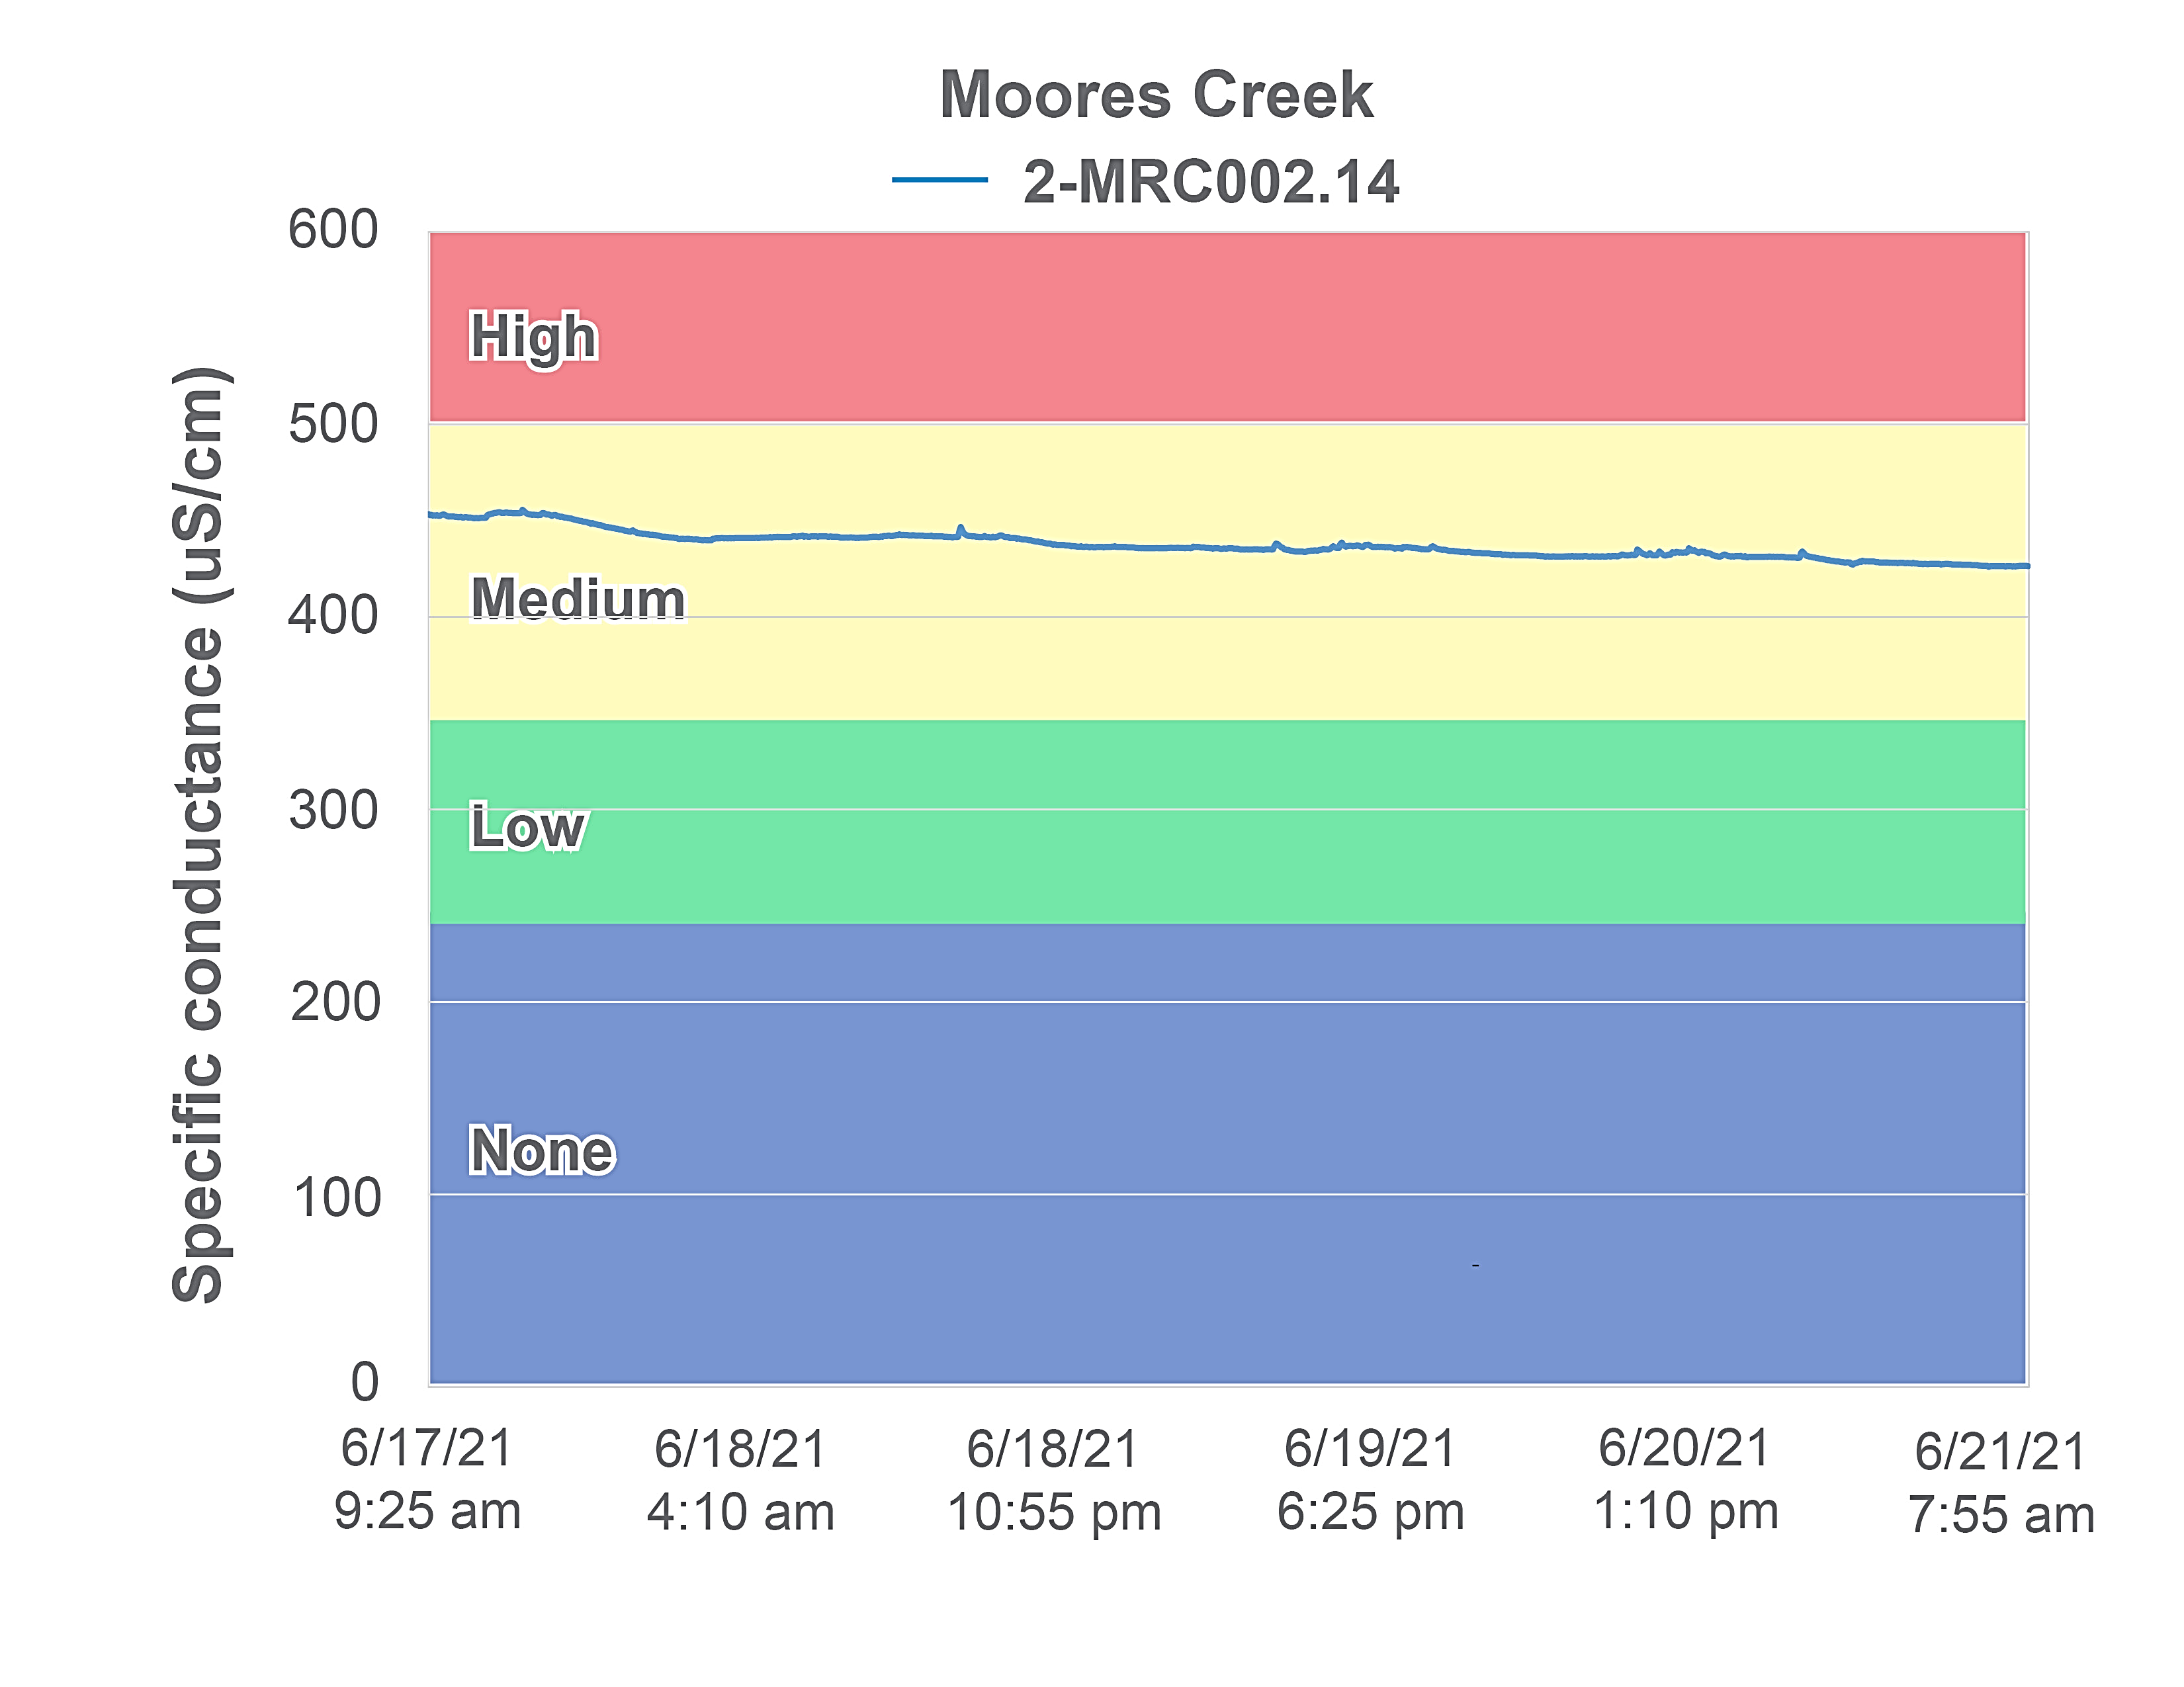 Moores Creek
2-MRC002.14
Specific conductance (uS/cm)
600
500
400
300
200
100
0
High
Medium
Low
None
6/17/21
9:25 am
6/18/21
4:10 am
6/18/21
10:55 pm
6/19/21
6:25 pm
6/20/21
1:10 pm
6/21/21
7:55 am